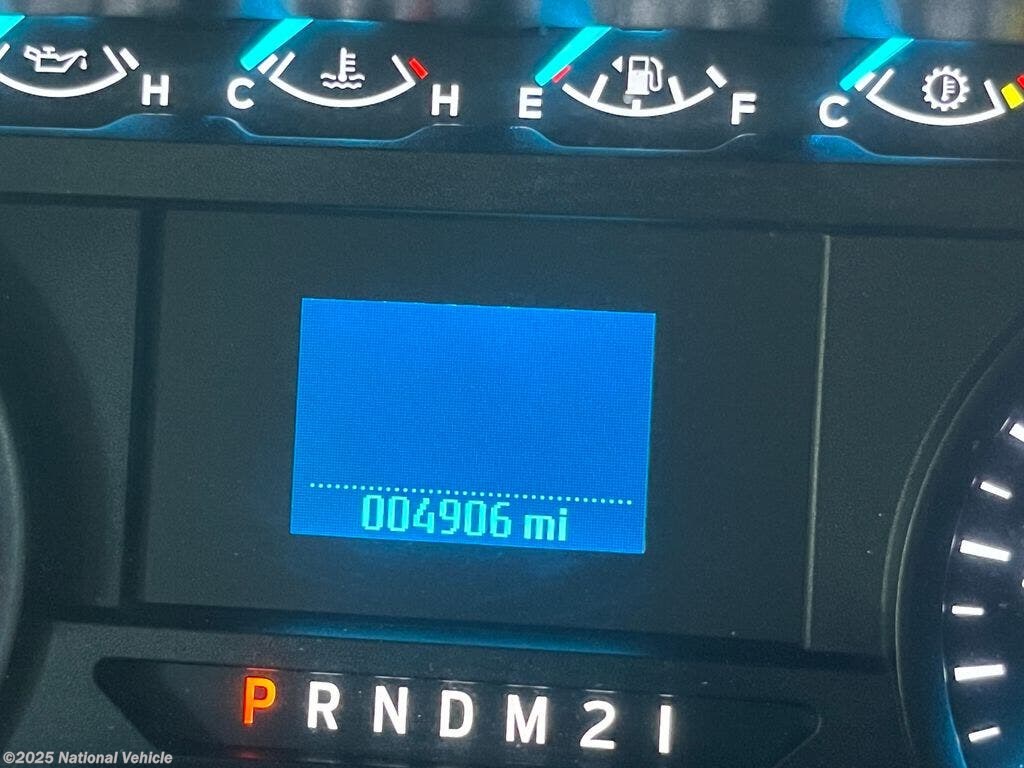 H C H E F C
004906 mi
P R N D M 2 1
©2025 National Vehicle